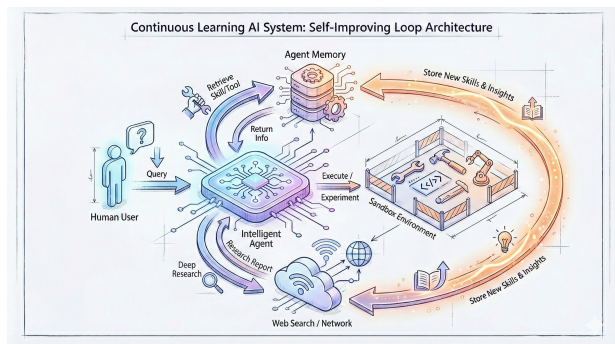 Continuous Learning AI System: Self-Improving Loop Architecture
Agent Memory
Retrieve
Skill/Tool
Return
Info
Store New Skills & Insights
?
Query
Human User
Intelligent
Agent
Execute /
Experiment
</>
Sandbox Environment
Deep
Research
Research Report
Web Search / Network
Store New Skills & Insights